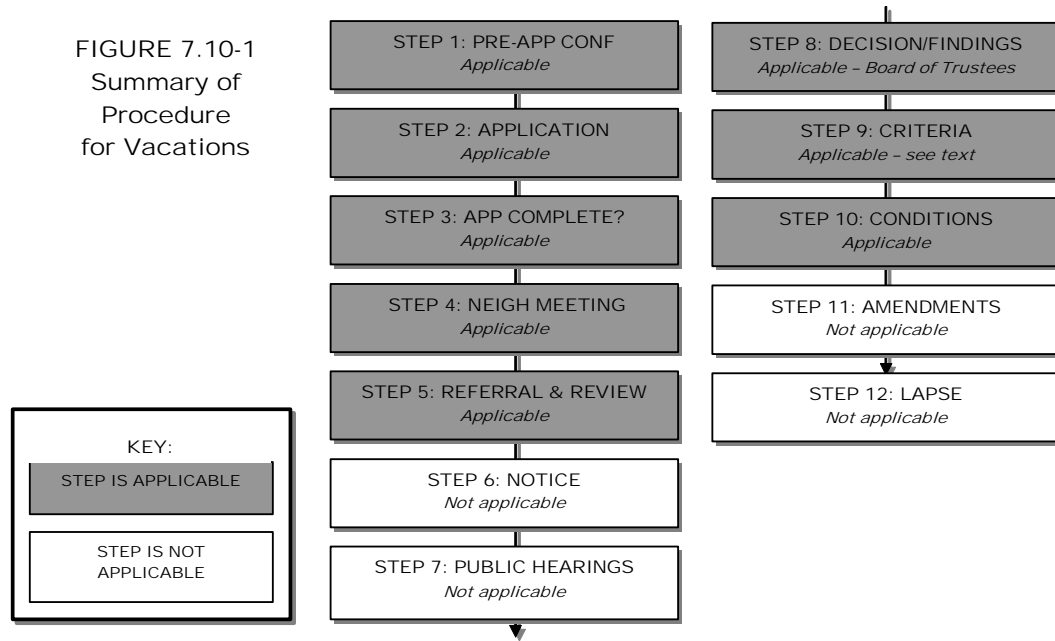 FIGURE 7.10-1
Summary of
Procedure
for Vacations
STEP 1: PRE-APP CONF
Applicable
STEP 2: APPLICATION
Applicable
STEP 3: APP COMPLETE?
Applicable
STEP 4: NEIGH MEETING
Applicable
STEP 5: REFERRAL & REVIEW
Applicable
STEP 6: NOTICE
Not applicable
STEP 7: PUBLIC HEARINGS
Not applicable
STEP 8: DECISION/FINDINGS
Applicable – Board of Trustees
STEP 9: CRITERIA
Applicable – see text
STEP 10: CONDITIONS
Applicable
STEP 11: AMENDMENTS
Not applicable
STEP 12: LAPSE
Not applicable
KEY:
STEP IS APPLICABLE
STEP IS NOT
APPLICABLE